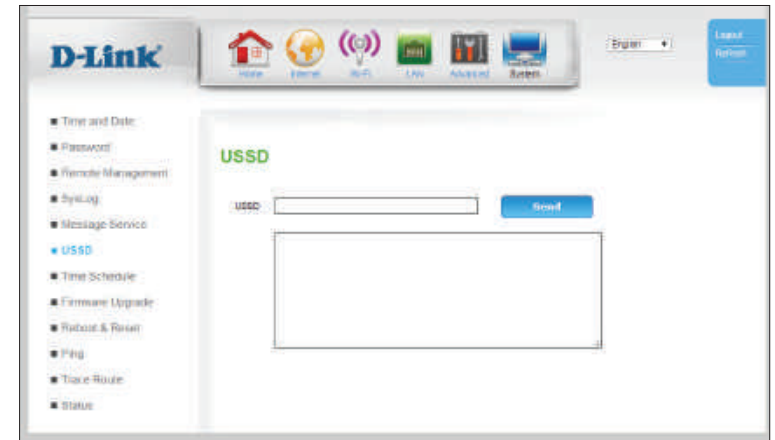 D-Link
Home
Internet
Wi-Fi
LAN
Advanced
System
English
Logout
Refresh
Time and Date
Password
Remote Management
SysLog
Message Service
USSD
Time Schedule
Firmware Upgrade
Reboot & Reset
Ping
Trace Route
Status
USSD
USSD
Send